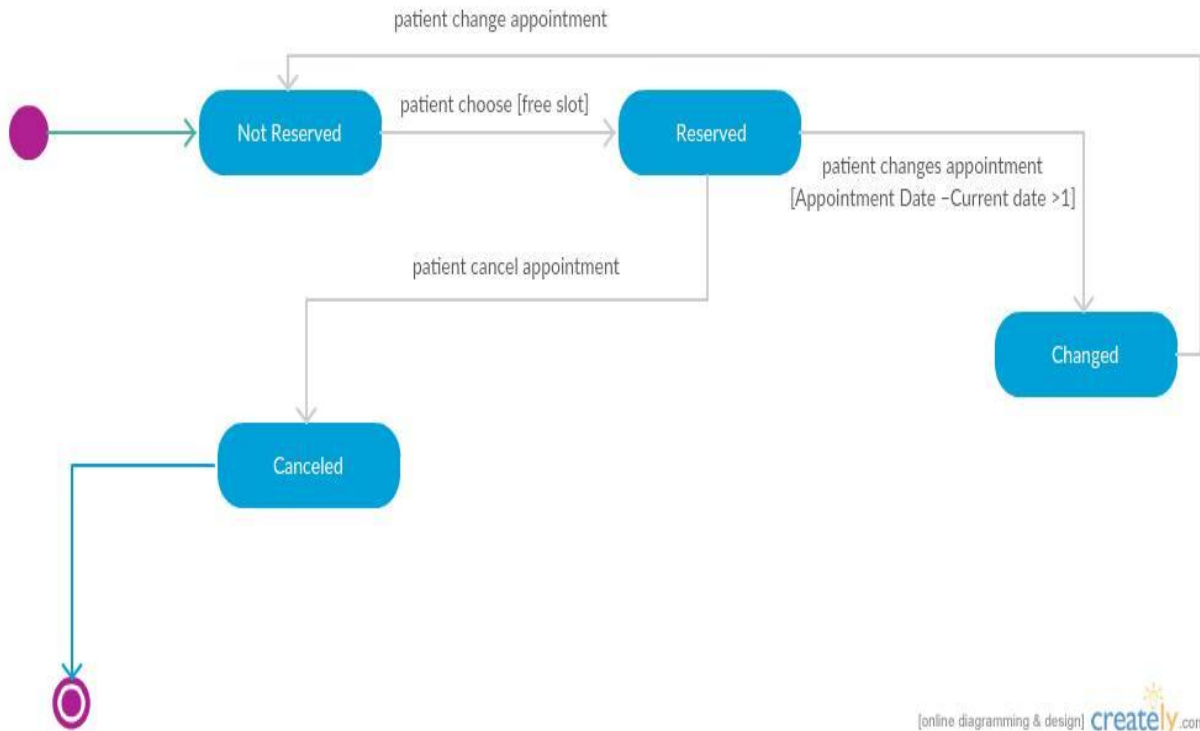 patient change appointment
Not Reserved
patient choose [free slot]
Reserved
patient changes appointment
[Appointment Date –Current date >1]
patient cancel appointment
Changed
Canceled
[online diagramming & design] creately.com